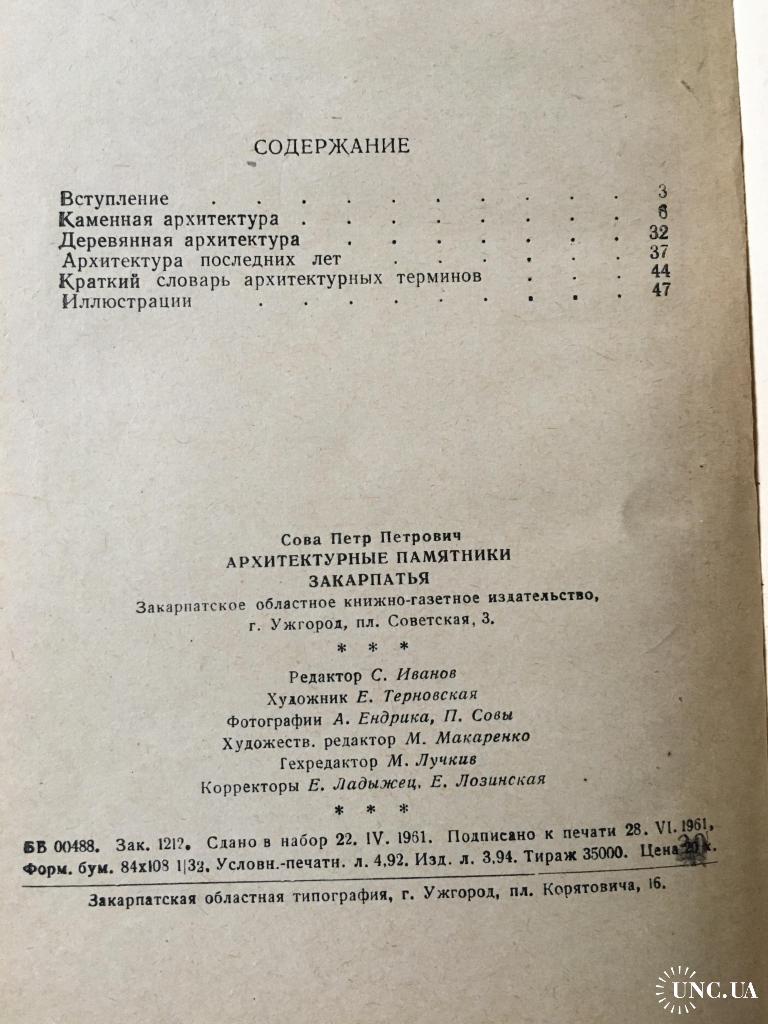 СОДЕРЖАНИЕ
Вступление . . . . . . . . . . 3
Каменная архитектура . . . . . . . . 6
Деревянная архитектура . . . . . . 32
Архитектура последних лет . . . . . . 37
Краткий словарь архитектурных терминов . . . 44
Иллюстрации . . . . . . . . . 47
Сова Петр Петрович
АРХИТЕКТУРНЫЕ ПАМЯТНИКИ
ЗАКАРПАТЬЯ
Закарпатское областное книжно-газетное издательство,
г. Ужгород, пл. Советская, 3.
* * *
Редактор С. Иванов
Художник Е. Терновская
Фотографии А. Ендрика, П. Совы
Художеств. редактор М. Макаренко
Гехредактор М. Лучкив
Корректоры Е. Ладыжец, Е. Лозинская
* * *
БВ 00488. Зак. 1212. Сдано в набор 22. IV. 1961. Подписано к печати 28. VI. 1961,
Форм. бум. 84х108 1|32. Условн.-печатн. л. 4,92. Изд. л. 3,94. Тираж 35000. Цена к.
Закарпатская областная типография, г. Ужгород, пл. Корятовича, 16.
UNC.UA